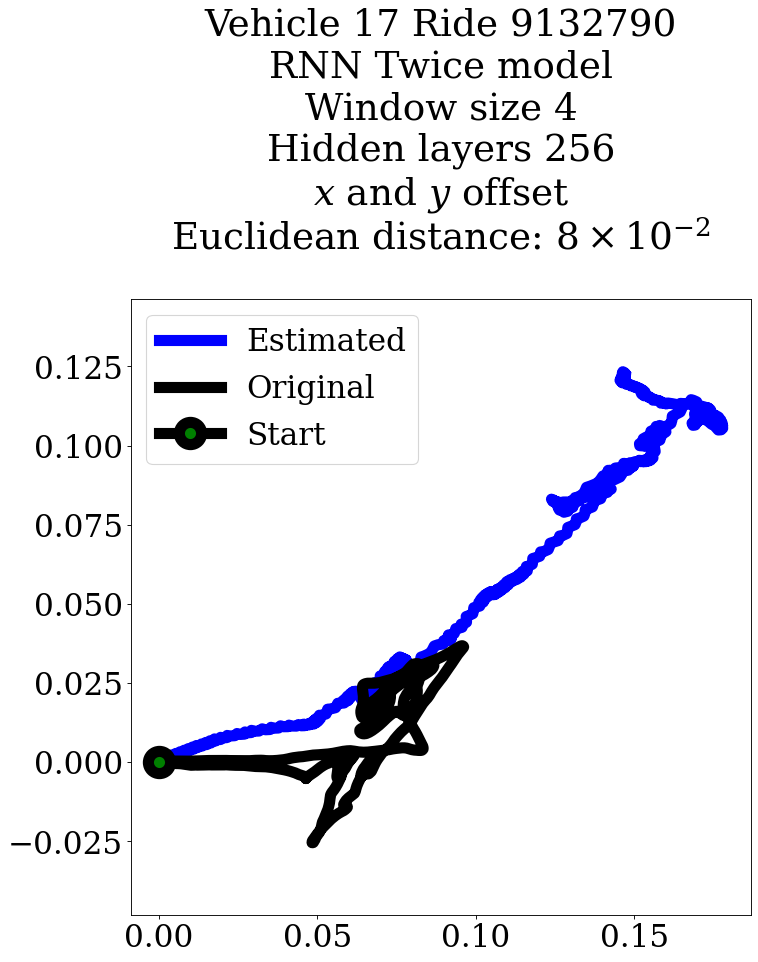 Vehicle 17 Ride 9132790
RNN Twice model
Window size 4
Hidden layers 256
x and y offset
Euclidean distance: 8 × 10⁻²
Estimated
Original
Start
0.125
0.100
0.075
0.050
0.025
0.000
−0.025
0.00 0.05 0.10 0.15